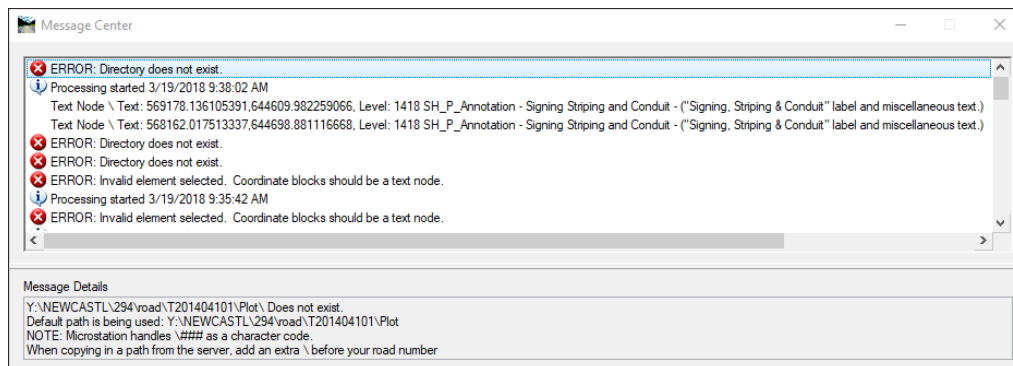 Message Center
ERROR: Directory does not exist.
Processing started 3/19/2018 9:38:02 AM
Text Node \ Text: 569178.136105391,644609.982259066, Level: 1418 SH_P_Annotation - Signing Striping and Conduit - ("Signing, Striping & Conduit" label and miscellaneous text.)
Text Node \ Text: 568162.017513337,644698.881116668, Level: 1418 SH_P_Annotation - Signing Striping and Conduit - ("Signing, Striping & Conduit" label and miscellaneous text.)
ERROR: Directory does not exist.
ERROR: Directory does not exist.
ERROR: Invalid element selected.  Coordinate blocks should be a text node.
Processing started 3/19/2018 9:35:42 AM
ERROR: Invalid element selected.  Coordinate blocks should be a text node.
Message Details
Y:\NEWCASTL\294\road\T201404101\Plot\ Does not exist.
Default path is being used: Y:\NEWCASTL\294\road\T201404101\Plot
NOTE: Microstation handles \### as a character code.
When copying in a path from the server, add an extra \ before your road number